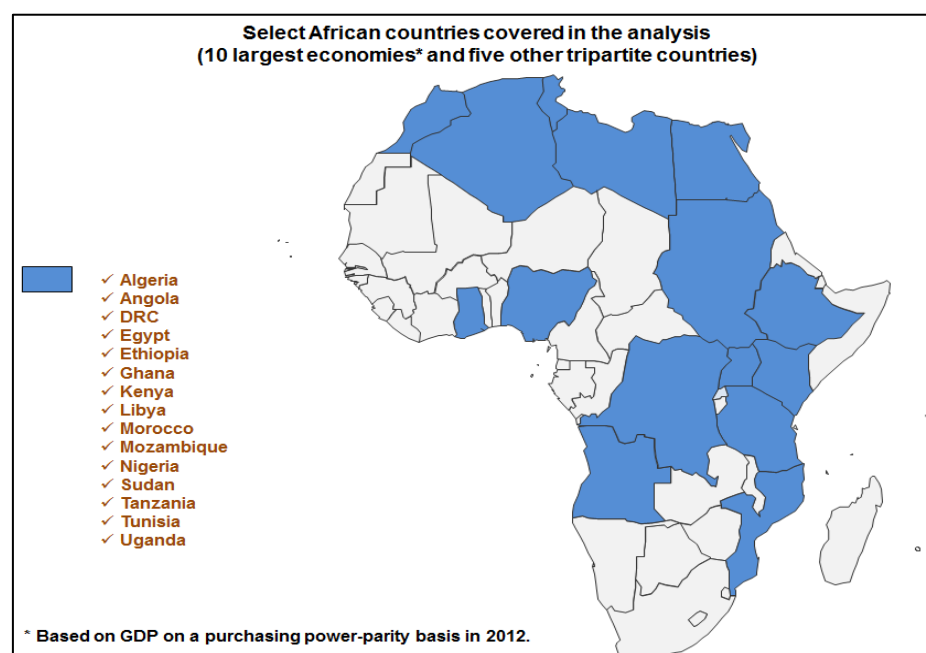 Select African countries covered in the analysis
(10 largest economies* and five other tripartite countries)
✓ Algeria
✓ Angola
✓ DRC
✓ Egypt
✓ Ethiopia
✓ Ghana
✓ Kenya
✓ Libya
✓ Morocco
✓ Mozambique
✓ Nigeria
✓ Sudan
✓ Tanzania
✓ Tunisia
✓ Uganda
* Based on GDP on a purchasing power-parity basis in 2012.